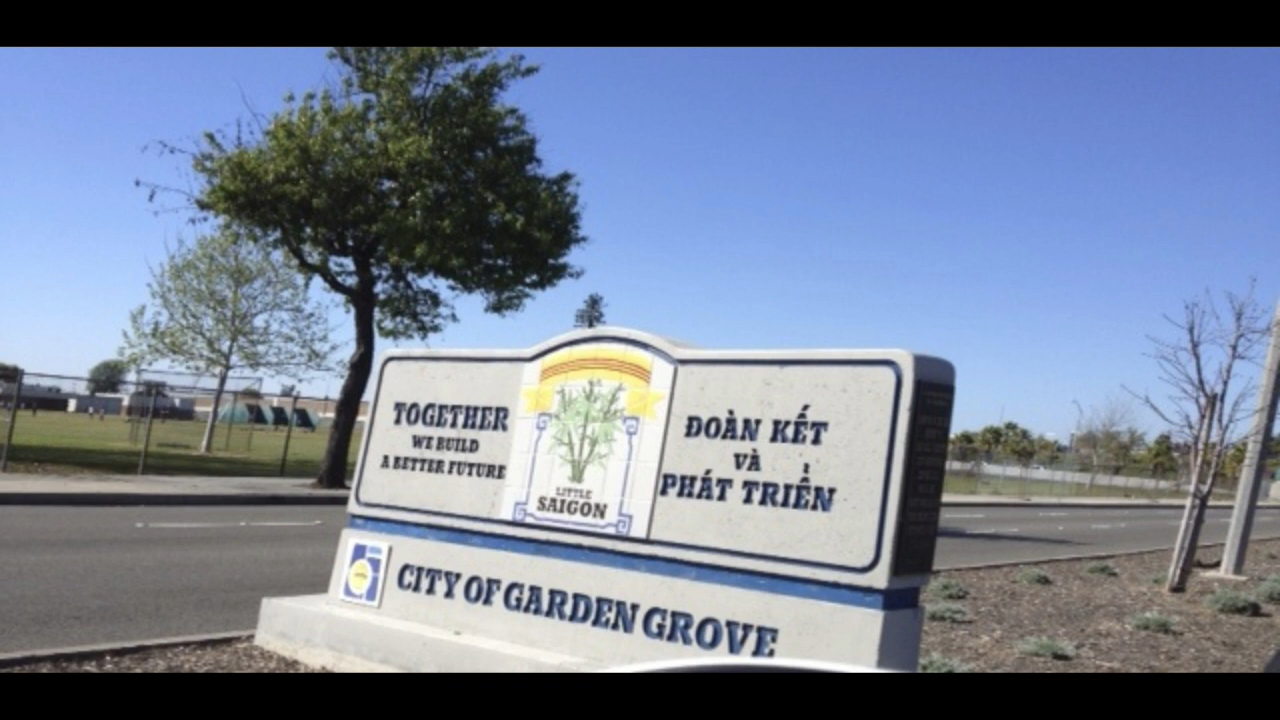 TOGETHER
WE BUILD
A BETTER FUTURE
LITTLE
SAIGON
ĐOÀN KẾT
VÀ
PHÁT TRIỂN
CITY OF GARDEN GROVE